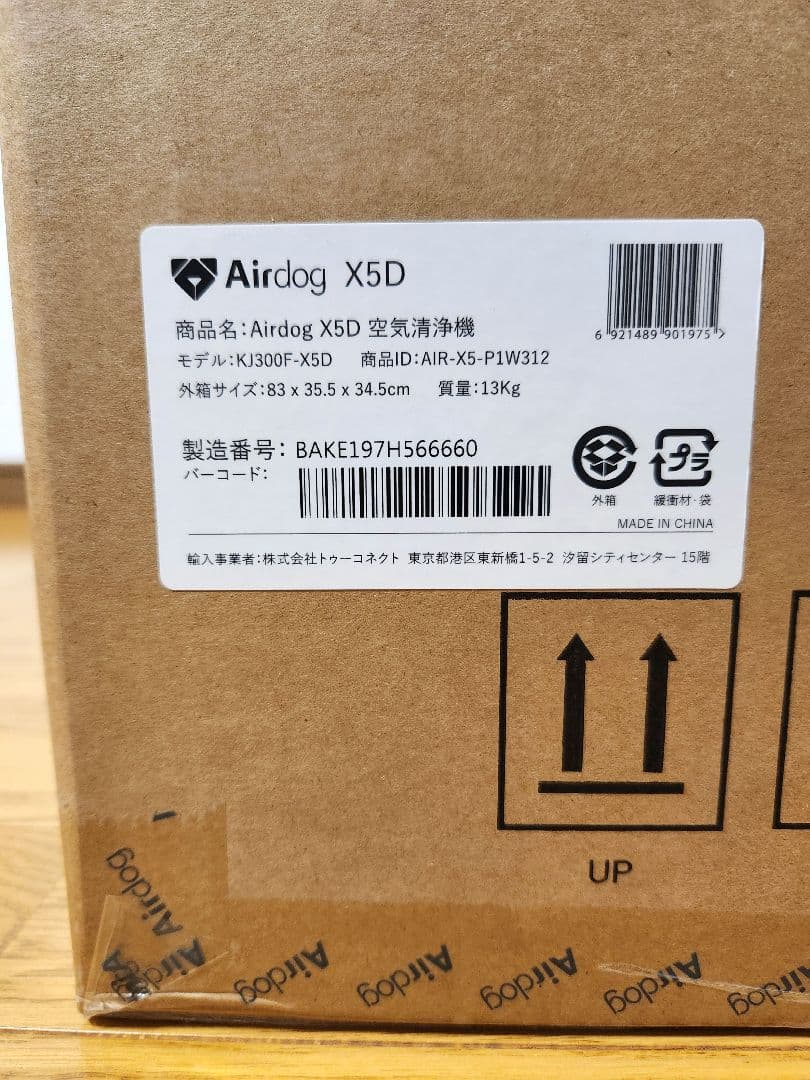 Airdog X5D
6 921489 901975 >
商品名：Airdog X5D 空気清浄機
モデル：KJ300F-X5D 商品ID：AIR-X5-P1W312
外箱サイズ：83 x 35.5 x 34.5cm 質量：13Kg
製造番号： BAKE197H566660
バーコード：
外箱
プラ
緩衝材・袋
MADE IN CHINA
輸入事業者：株式会社トゥーコネクト 東京都港区東新橋1-5-2 汐留シティセンター 15階
UP
Airdog
Airdog
Airdog
Airdog
Airdog
Airdog
Airdog
Airdog